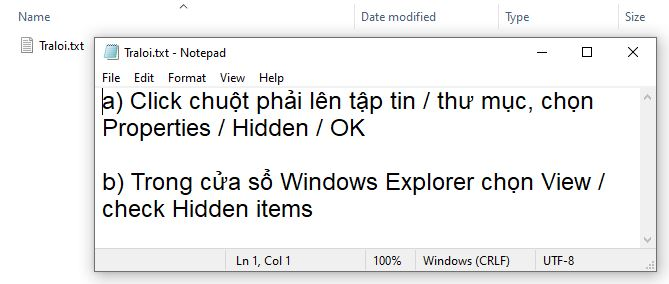 Name Date modified Type Size
Traloi.txt
Traloi.txt - Notepad
File Edit Format View Help
a) Click chuột phải lên tập tin / thư mục, chọn
Properties / Hidden / OK
b) Trong cửa sổ Windows Explorer chọn View /
check Hidden items
Ln 1, Col 1 100% Windows (CRLF) UTF-8